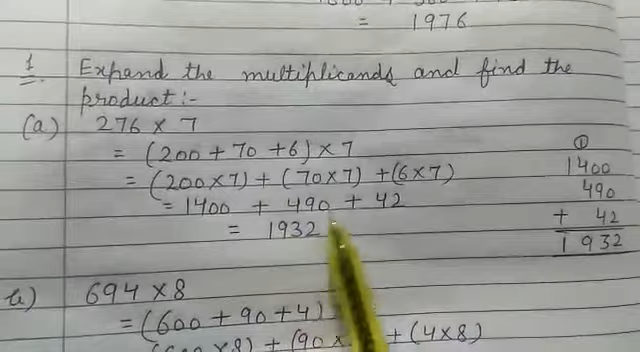 = 1976
1. Expand the multiplicands and find the
product :-
(a) 276 × 7
= (200 + 70 + 6) × 7
= (200 × 7) + (70 × 7) + (6 × 7)
= 1400 + 490 + 42
= 1932
①
1400
490
+ 42
1932
b) 694 × 8
= (600 + 90 + 4)
× 8) + (90 × + (4 × 8)